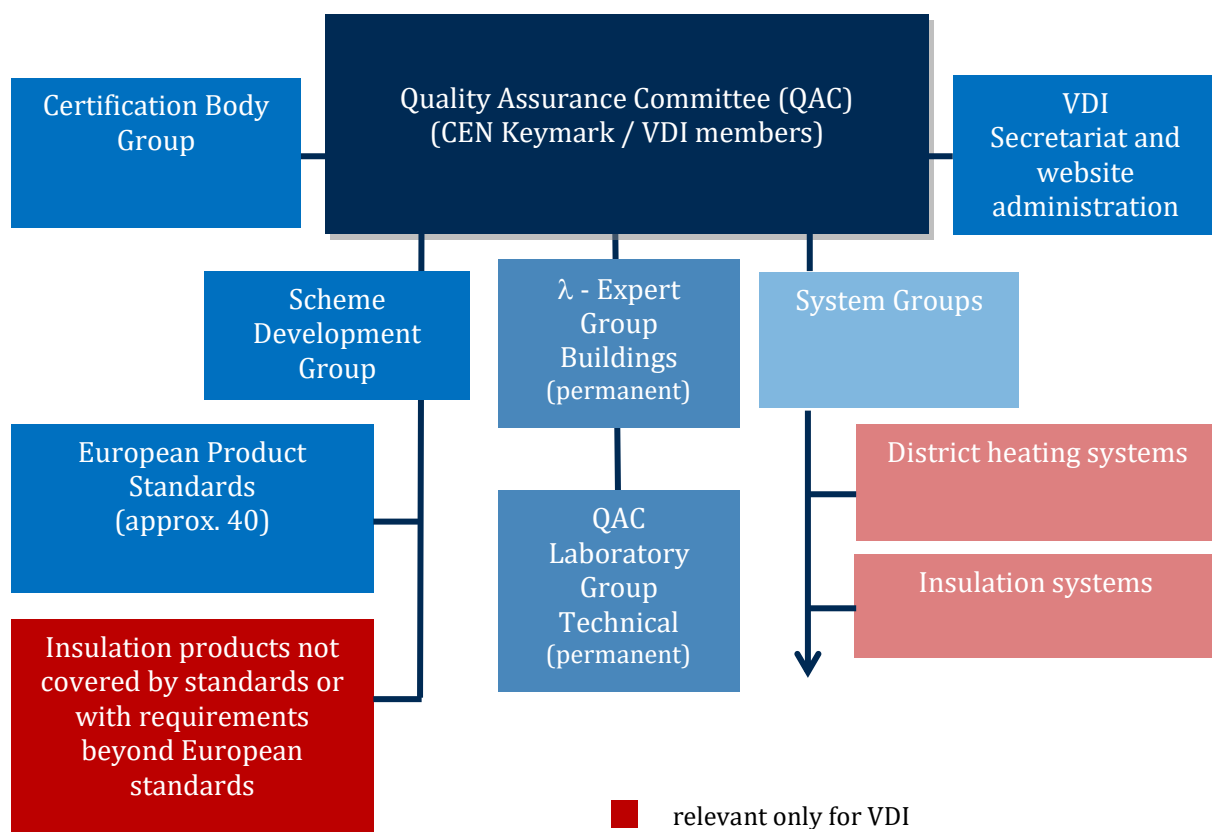 Quality Assurance Committee (QAC)
(CEN Keymark / VDI members)
Certification Body
Group
VDI
Secretariat and
website
administration
Scheme
Development
Group
λ - Expert
Group
Buildings
(permanent)
System Groups
European Product
Standards
(approx. 40)
QAC
Laboratory
Group
Technical
(permanent)
District heating systems
Insulation systems
Insulation products not
covered by standards or
with requirements
beyond European
standards
relevant only for VDI